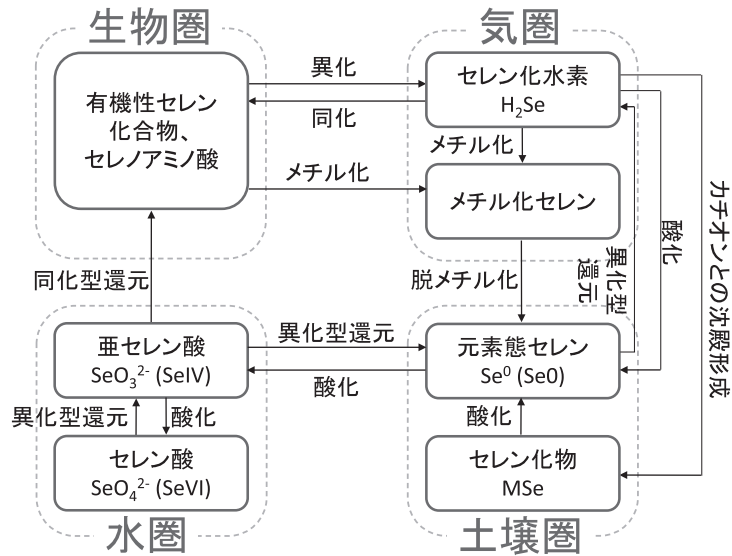 生物圏
気圏
有機性セレン
化合物、
セレノアミノ酸
異化
同化
メチル化
セレン化水素
H₂Se
メチル化
メチル化セレン
脱メチル化
異化型
還元
酸化
カチオンとの沈殿形成
同化型還元
亜セレン酸
SeO₃²⁻ (SeIV)
異化型還元
酸化
元素態セレン
Se⁰ (Se0)
異化型還元
酸化
酸化
セレン酸
SeO₄²⁻ (SeVI)
セレン化物
MSe
水圏
土壌圏